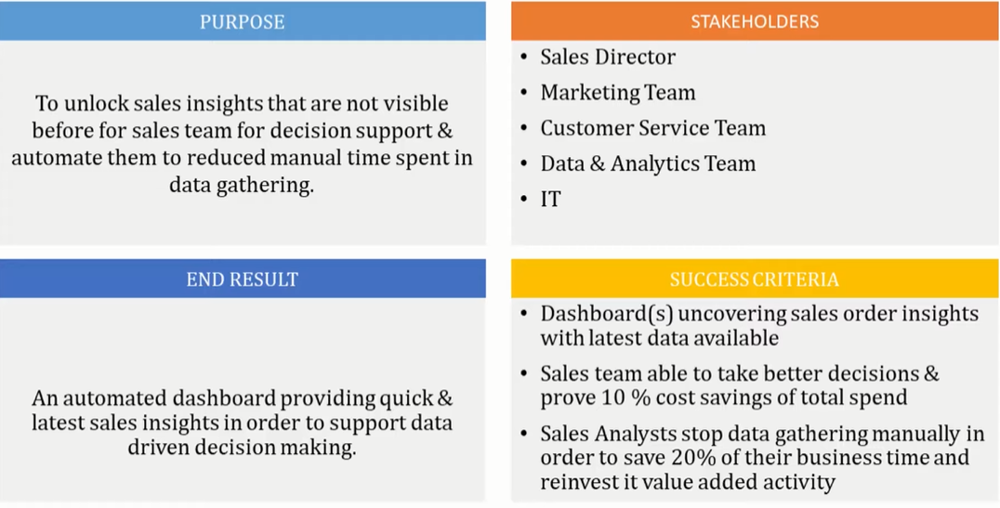 PURPOSE
To unlock sales insights that are not visible
before for sales team for decision support &
automate them to reduced manual time spent in
data gathering.
STAKEHOLDERS
• Sales Director
• Marketing Team
• Customer Service Team
• Data & Analytics Team
• IT
END RESULT
An automated dashboard providing quick &
latest sales insights in order to support data
driven decision making.
SUCCESS CRITERIA
• Dashboard(s) uncovering sales order insights
with latest data available
• Sales team able to take better decisions &
prove 10 % cost savings of total spend
• Sales Analysts stop data gathering manually in
order to save 20% of their business time and
reinvest it value added activity